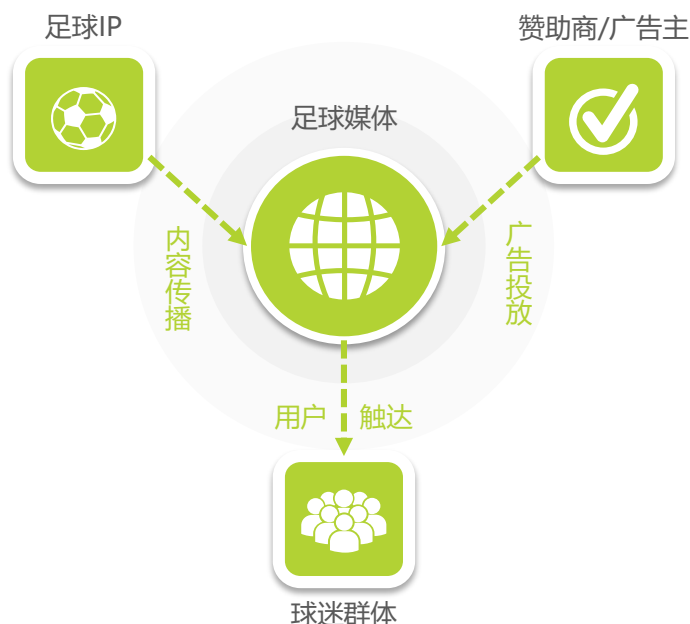 足球IP
赞助商/广告主
足球媒体
内容传播
广告投放
用户 触达
球迷群体